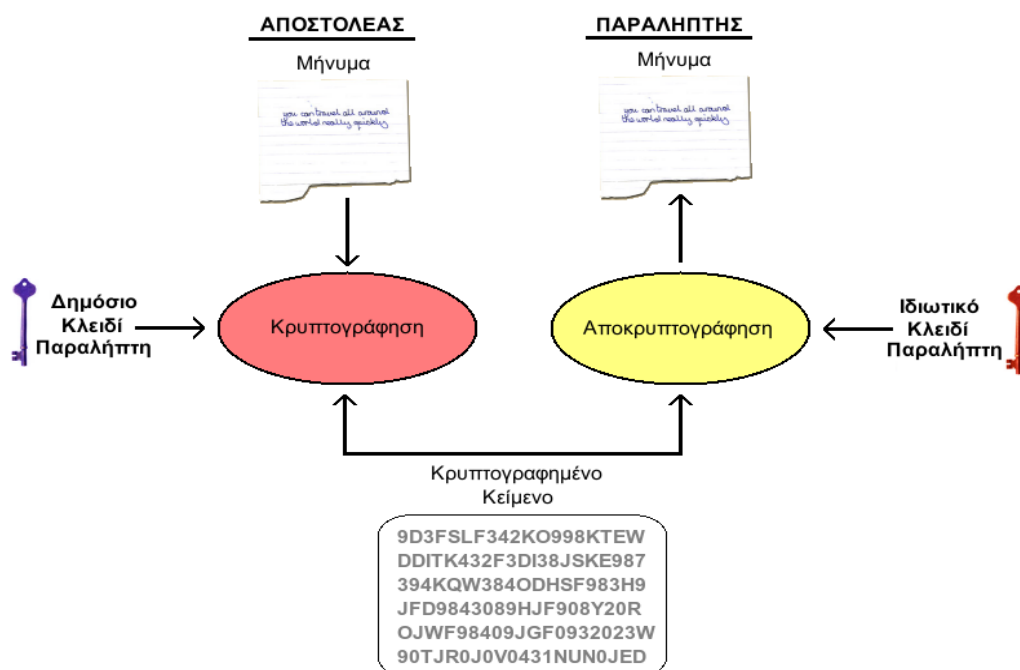 ΑΠΟΣΤΟΛΕΑΣ
Μήνυμα
you can travel all around
the world really quickly
ΠΑΡΑΛΗΠΤΗΣ
Μήνυμα
you can travel all around
the world really quickly
Δημόσιο
Κλειδί
Παραλήπτη
Κρυπτογράφηση
Αποκρυπτογράφηση
Ιδιωτικό
Κλειδί
Παραλήπτη
Κρυπτογραφημένο
Κείμενο
9D3FSLF342KO998KTEW
DDITK432F3DI38JSKE987
394KQW384ODHSF983H9
JFD9843089HJF908Y20R
OJWF98409JGF0932023W
90TJR0J0V0431NUN0JED